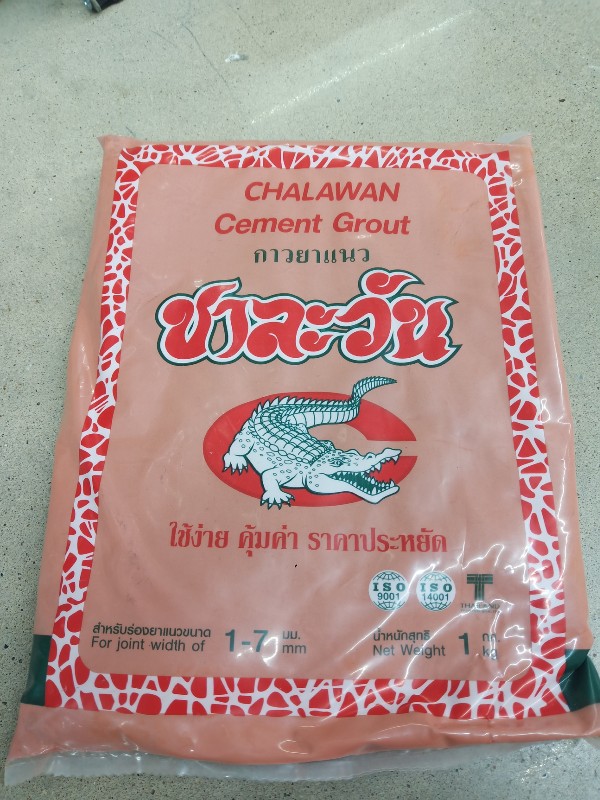 CHALAWAN
Cement Grout
กาวยาแนว
ชาละวัน
ใช้ง่าย คุ้มค่า ราคาประหยัด
ISO
9001
ISO
14001
T
สำหรับร่องยาแนวขนาด
For joint width of
1-7
มม.
mm
น้ำหนักสุทธิ
Net Weight
1
กก.
kg